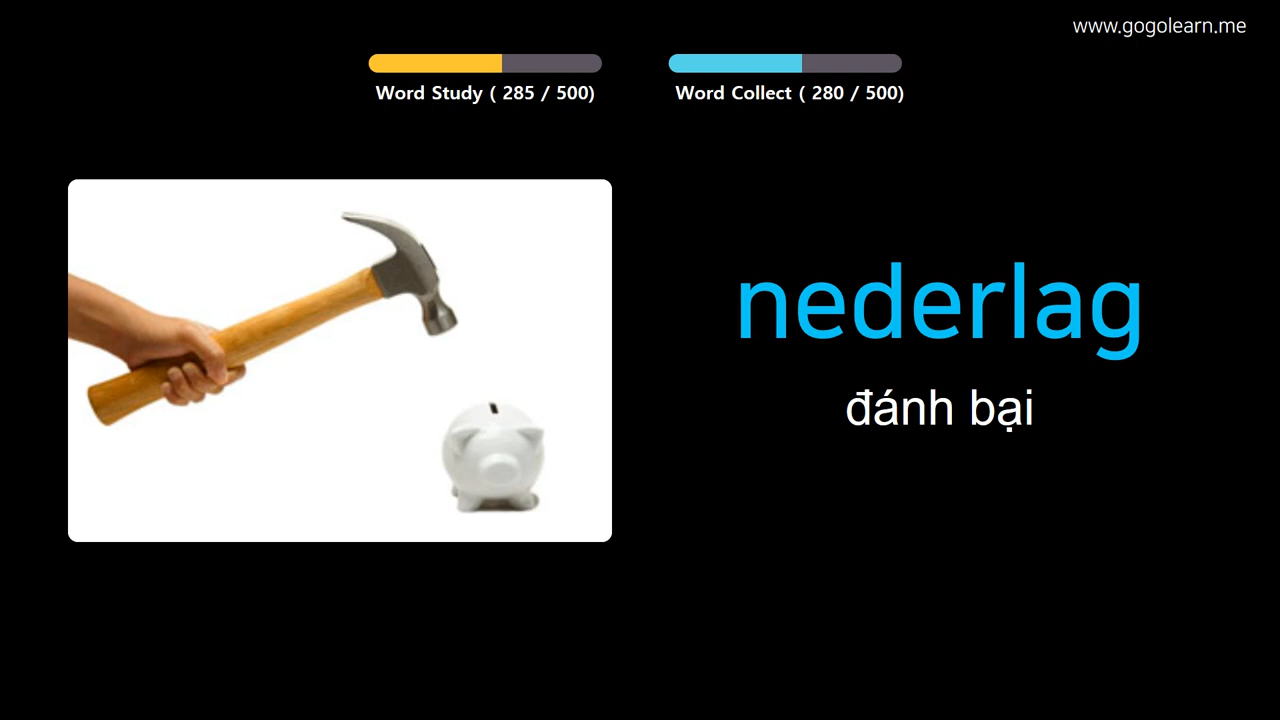 www.gogolearn.me
Word Study ( 285 / 500)
Word Collect ( 280 / 500)
nederlag
đánh bại